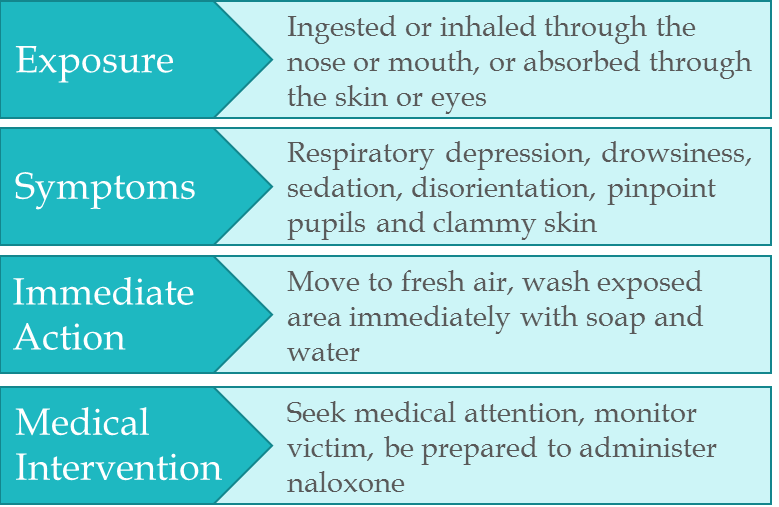 Exposure
Ingested or inhaled through the
nose or mouth, or absorbed through
the skin or eyes
Symptoms
Respiratory depression, drowsiness,
sedation, disorientation, pinpoint
pupils and clammy skin
Immediate
Action
Move to fresh air, wash exposed
area immediately with soap and
water
Medical
Intervention
Seek medical attention, monitor
victim, be prepared to administer
naloxone